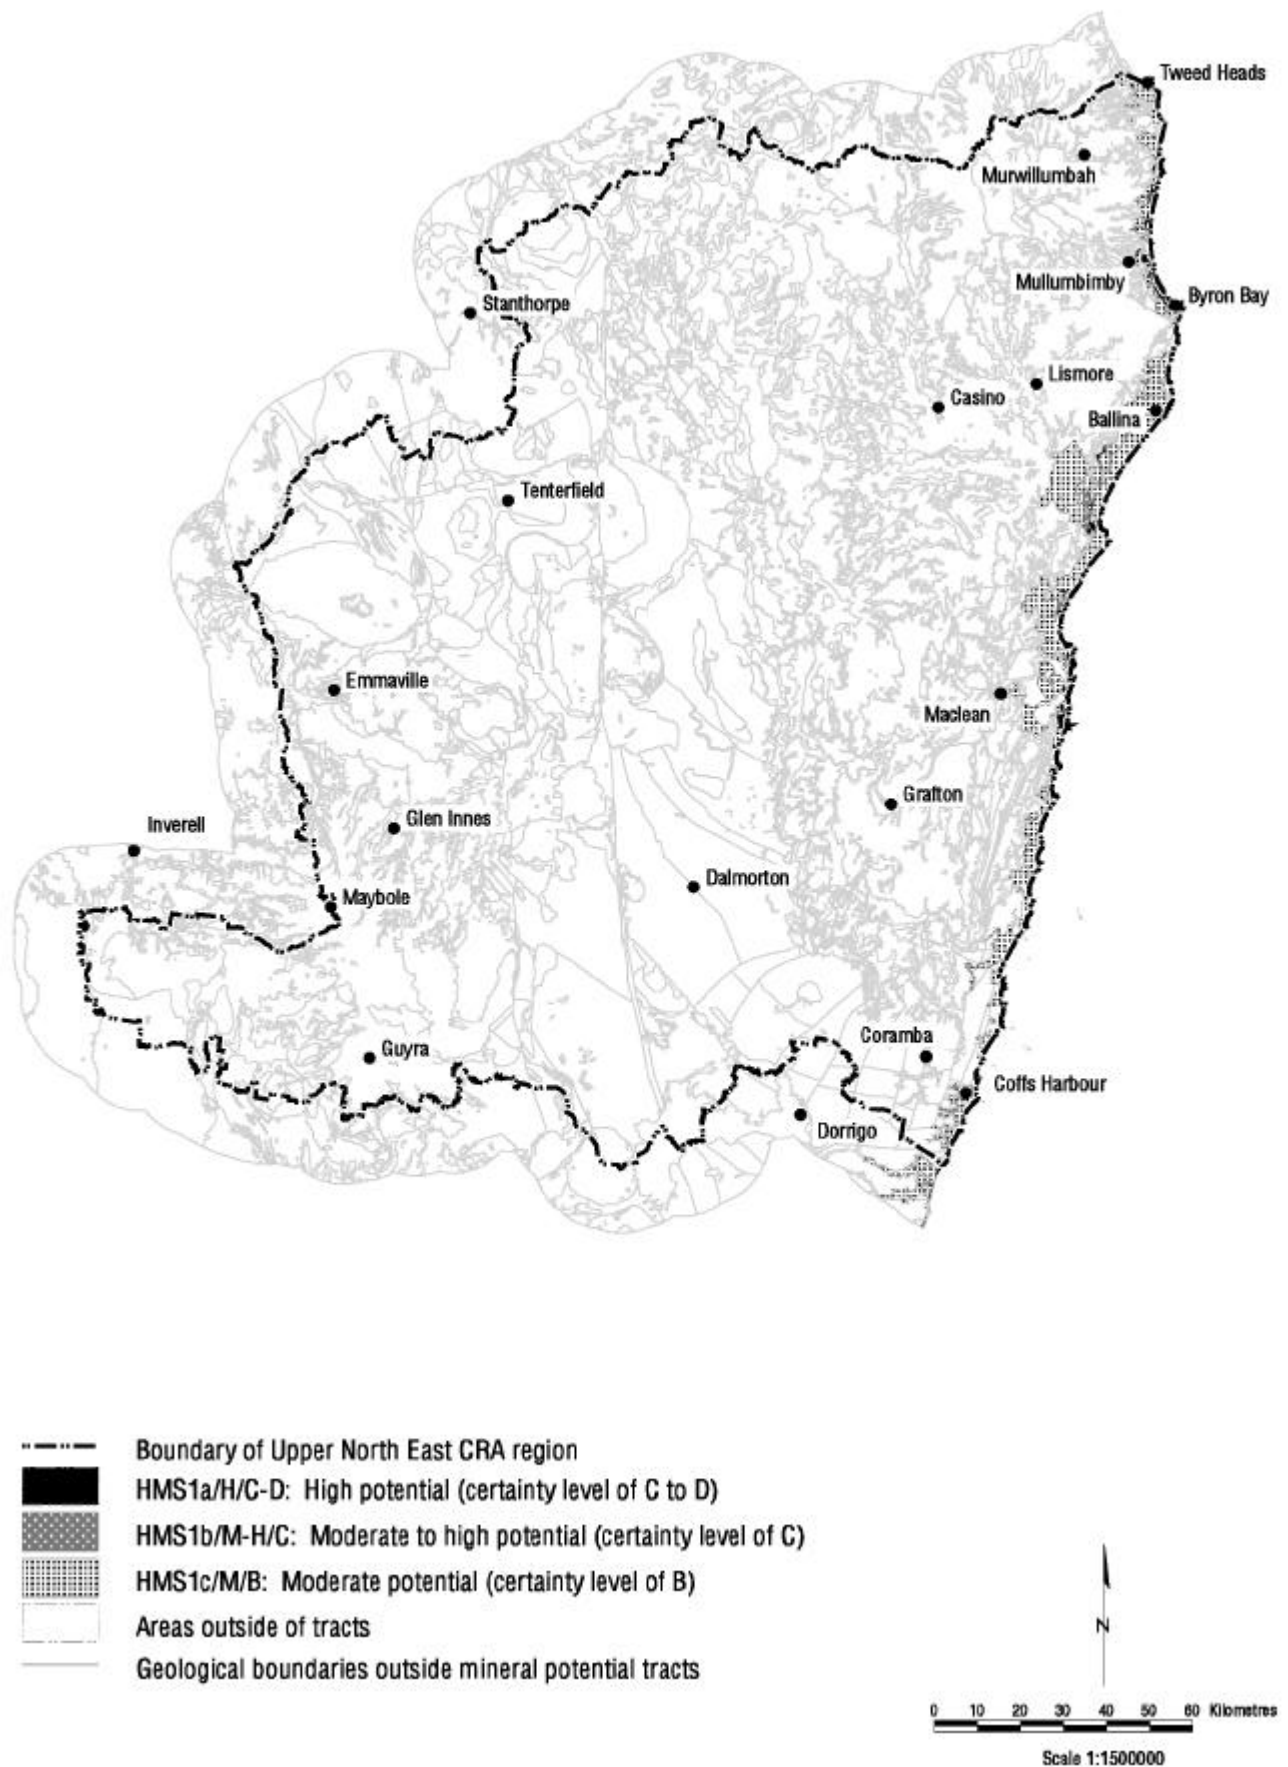 Tweed Heads
Murwillumbah
Mullumbimby
Byron Bay
Stanthorpe
Lismore
Casino
Ballina
Tenterfield
Emmaville
Maclean
Grafton
Inverell
Glen Innes
Dalmorton
Maybole
Coramba
Guyra
Coffs Harbour
Dorrigo
Boundary of Upper North East CRA region
HMS1a/H/C-D: High potential (certainty level of C to D)
HMS1b/M-H/C: Moderate to high potential (certainty level of C)
HMS1c/M/B: Moderate potential (certainty level of B)
Areas outside of tracts
Geological boundaries outside mineral potential tracts
N
0 10 20 30 40 50 60 Kilometres
Scale 1:1500000